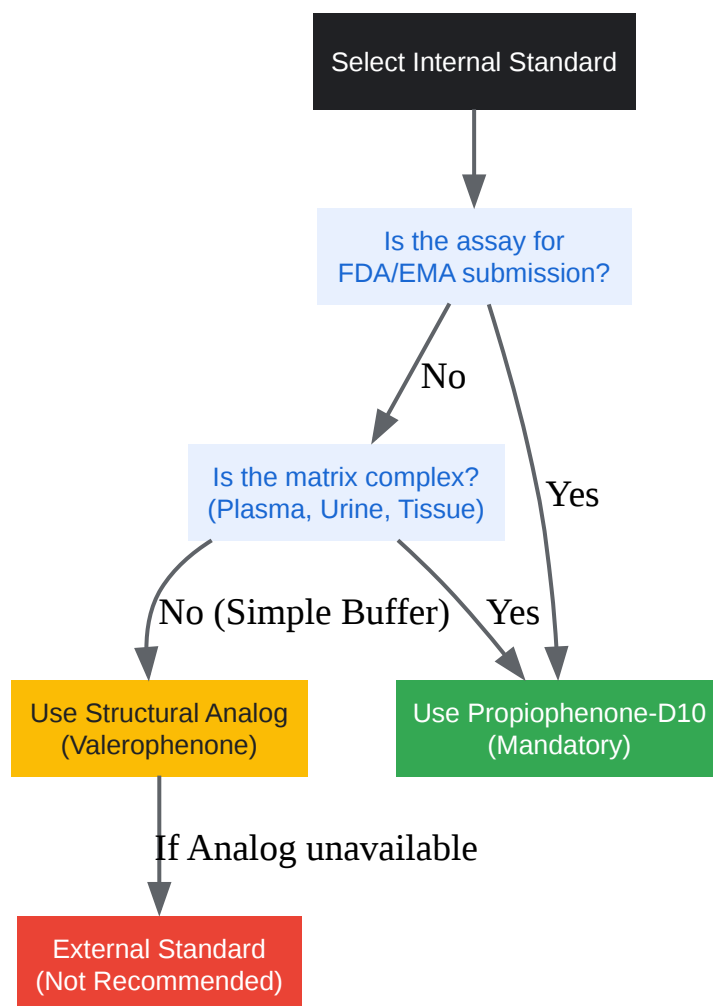 Select Internal Standard
Is the assay for
FDA/EMA submission?
No
Yes
Is the matrix complex?
(Plasma, Urine, Tissue)
No (Simple Buffer)
Yes
Use Structural Analog
(Valerophenone)
Use Propiophenone-D10
(Mandatory)
If Analog unavailable
External Standard
(Not Recommended)